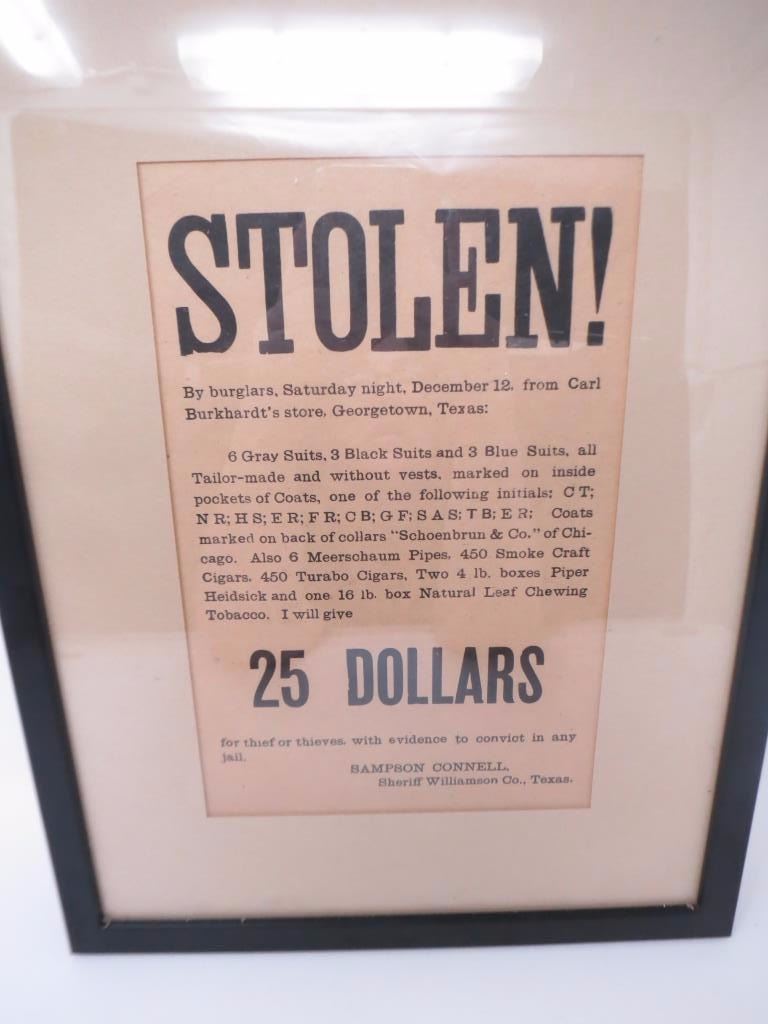 STOLEN!
By burglars, Saturday night, December 12, from Carl
Burkhardt's store, Georgetown, Texas:
6 Gray Suits, 3 Black Suits and 3 Blue Suits, all
Tailor-made and without vests, marked on inside
pockets of Coats, one of the following initials: C T;
N R; H S; E R; F R; C B; G F; S A S; T B; E R; Coats
marked on back of collars "Schoenbrun & Co." of Chi-
cago. Also 6 Meerschaum Pipes, 450 Smoke Craft
Cigars, 450 Turabo Cigars, Two 4 lb. boxes Piper
Heidsick and one 16 lb. box Natural Leaf Chewing
Tobacco. I will give
25 DOLLARS
for thief or thieves, with evidence to convict in any
jail.
SAMPSON CONNELL,
Sheriff Williamson Co., Texas.